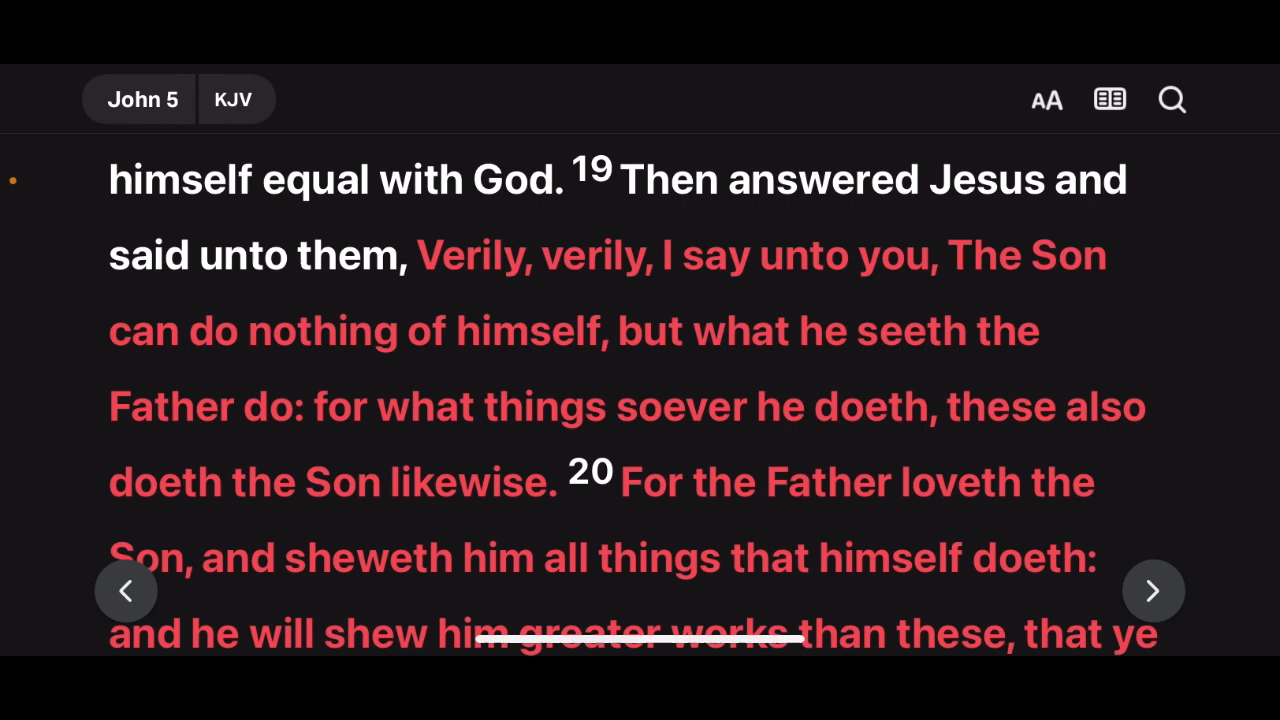 John 5 KJV AA
himself equal with God. 19 Then answered Jesus and
said unto them, Verily, verily, I say unto you, The Son
can do nothing of himself, but what he seeth the
Father do: for what things soever he doeth, these also
doeth the Son likewise. 20 For the Father loveth the
Son, and sheweth him all things that himself doeth:
and he will shew him greater works than these, that ye